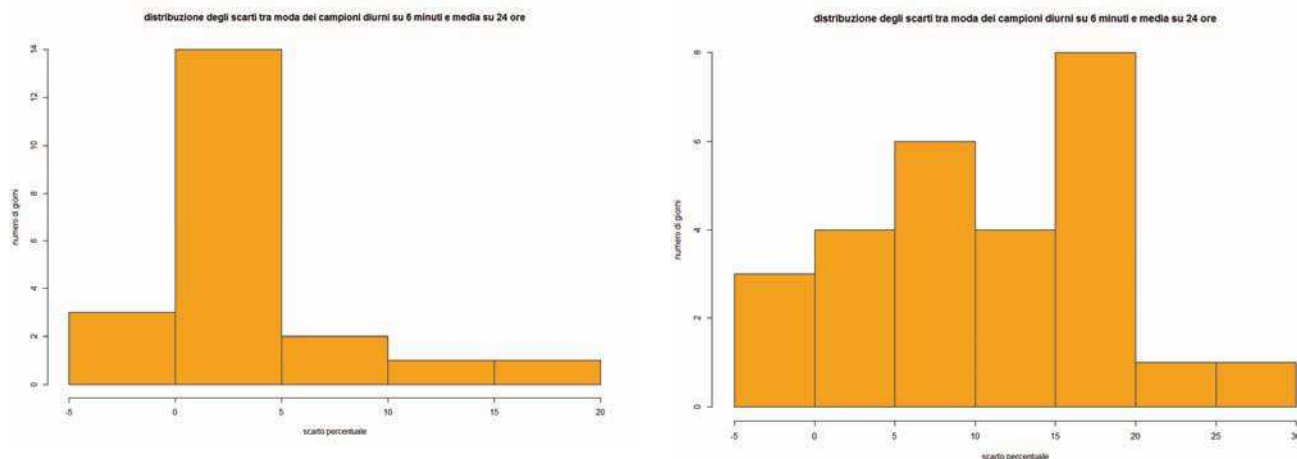 distribuzione degli scarti tra moda dei campioni diurni su 6 minuti e media su 24 ore
14
12
10
8
6
4
2
0
numero di giorni
-5 0 5 10 15 20
scarto percentuale
distribuzione degli scarti tra moda dei campioni diurni su 6 minuti e media su 24 ore
8
6
4
2
0
numero di giorni
-5 0 5 10 15 20 25 30
scarto percentuale